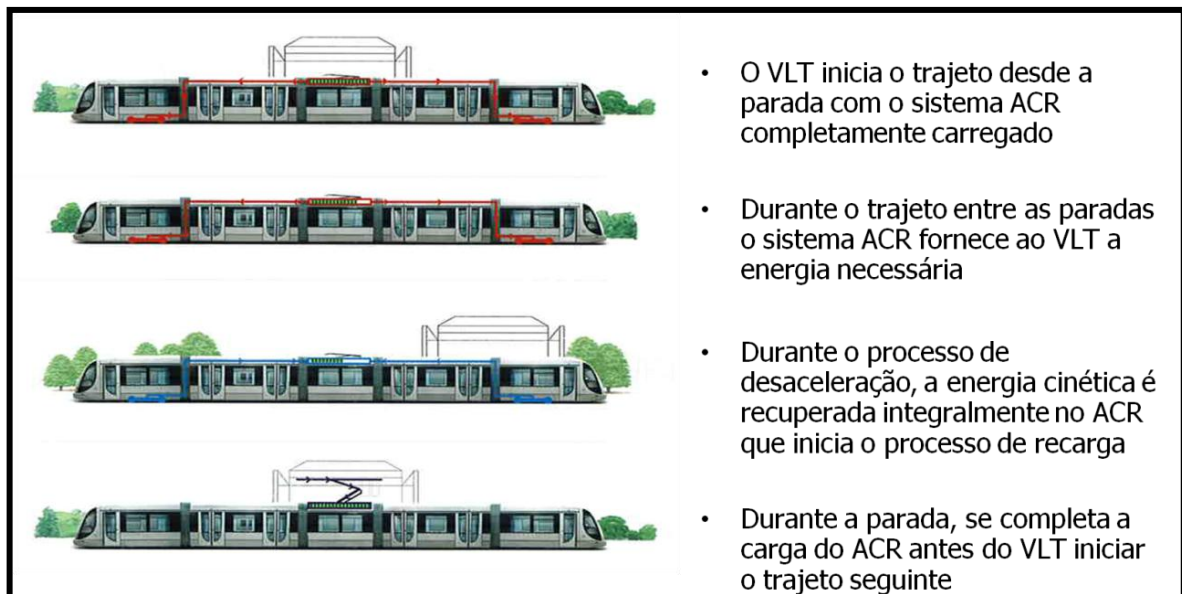 • O VLT inicia o trajeto desde a
parada com o sistema ACR
completamente carregado
• Durante o trajeto entre as paradas
o sistema ACR fornece ao VLT a
energia necessária
• Durante o processo de
desaceleração, a energia cinética é
recuperada integralmente no ACR
que inicia o processo de recarga
• Durante a parada, se completa a
carga do ACR antes do VLT iniciar
o trajeto seguinte